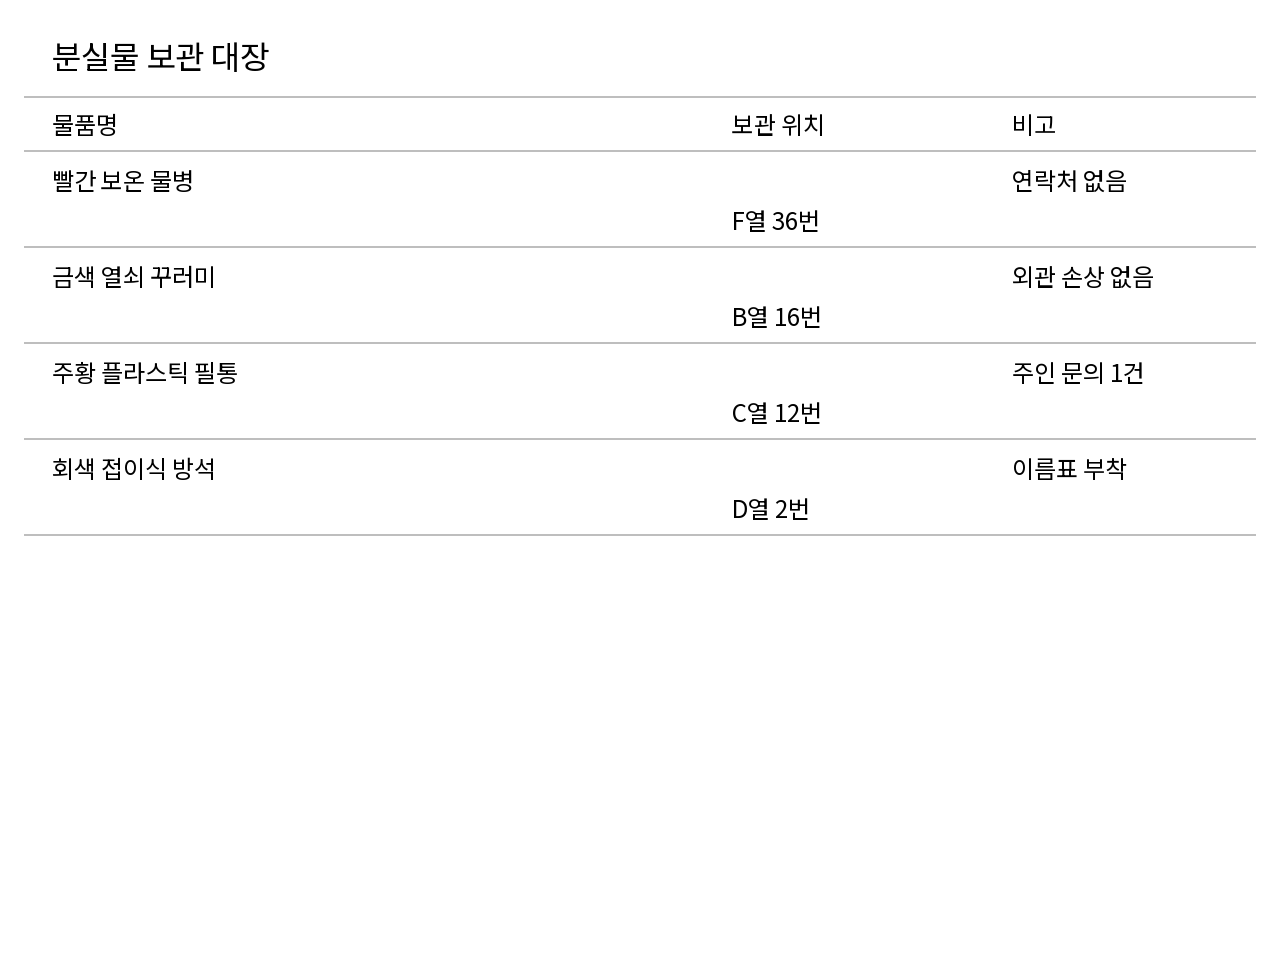 분실물 보관 대장
물품명 보관 위치 비고
빨간 보온 물병 연락처 없음
F열 36번
금색 열쇠 꾸러미 외관 손상 없음
B열 16번
주황 플라스틱 필통 주인 문의 1건
C열 12번
회색 접이식 방석 이름표 부착
D열 2번